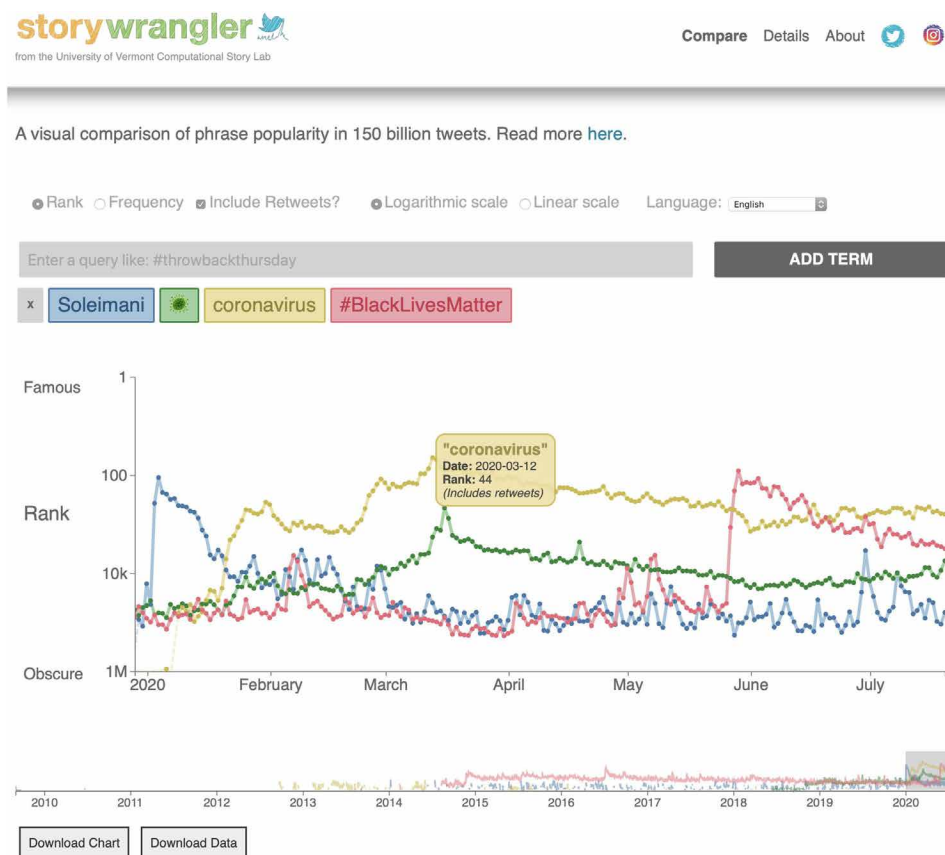 storywrangler
from the University of Vermont Computational Story Lab
Compare Details About
A visual comparison of phrase popularity in 150 billion tweets. Read more here.
Rank Frequency Include Retweets? Logarithmic scale Linear scale Language: English
Enter a query like: #throwbackthursday
ADD TERM
x Soleimani coronavirus #BlackLivesMatter
Famous
1
"coronavirus"
Date: 2020-03-12
Rank: 44
(Includes retweets)
100
Rank
10k
Obscure
1M
2020 February March April May June July
2010 2011 2012 2013 2014 2015 2016 2017 2018 2019 2020
Download Chart Download Data